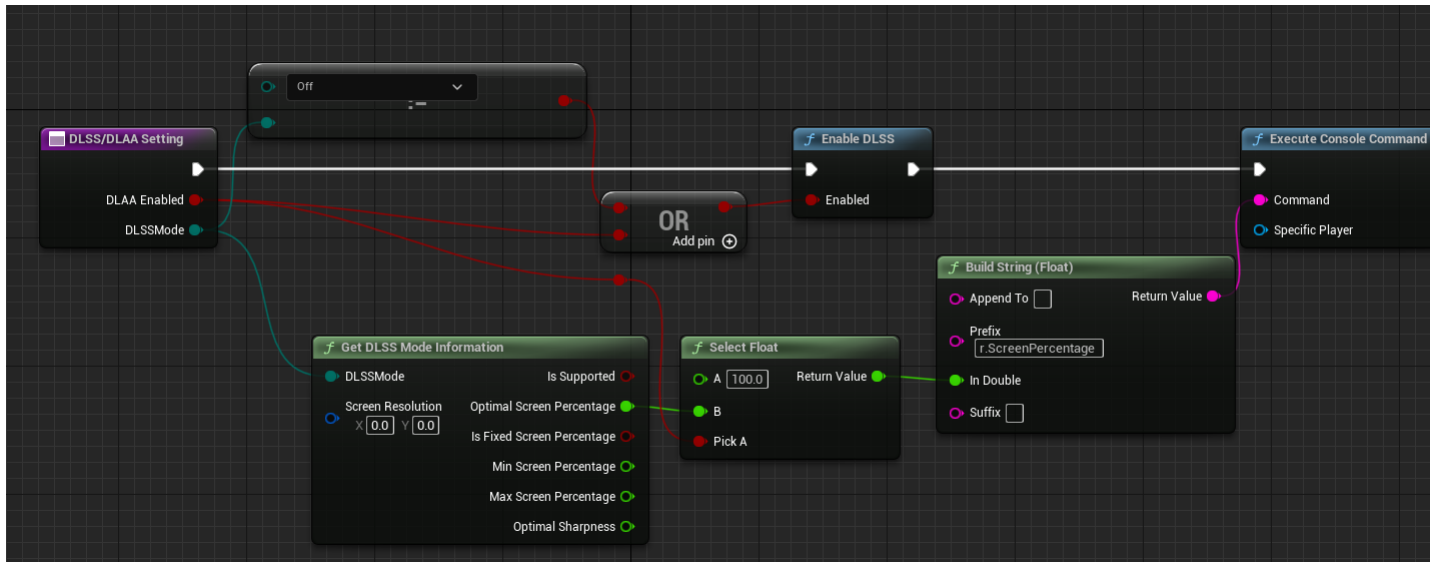 Off
!=
DLSS/DLAA Setting
DLAA Enabled
DLSSMode
OR
Add pin
f Enable DLSS
Enabled
f Execute Console Command
Command
Specific Player
f Build String (Float)
Append To
Return Value
Prefix
r.ScreenPercentage
In Double
Suffix
f Get DLSS Mode Information
DLSSMode
Is Supported
Screen Resolution
X 0.0 Y 0.0
Optimal Screen Percentage
Is Fixed Screen Percentage
Min Screen Percentage
Max Screen Percentage
Optimal Sharpness
f Select Float
A 100.0
Return Value
B
Pick A